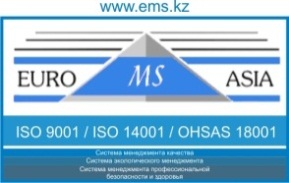 www.ems.kz
EURO MS ASIA
ISO 9001 / ISO 14001 / OHSAS 18001
Система менеджмента качества
Система экологического менеджмента
Система менеджмента профессиональной
безопасности и здоровья